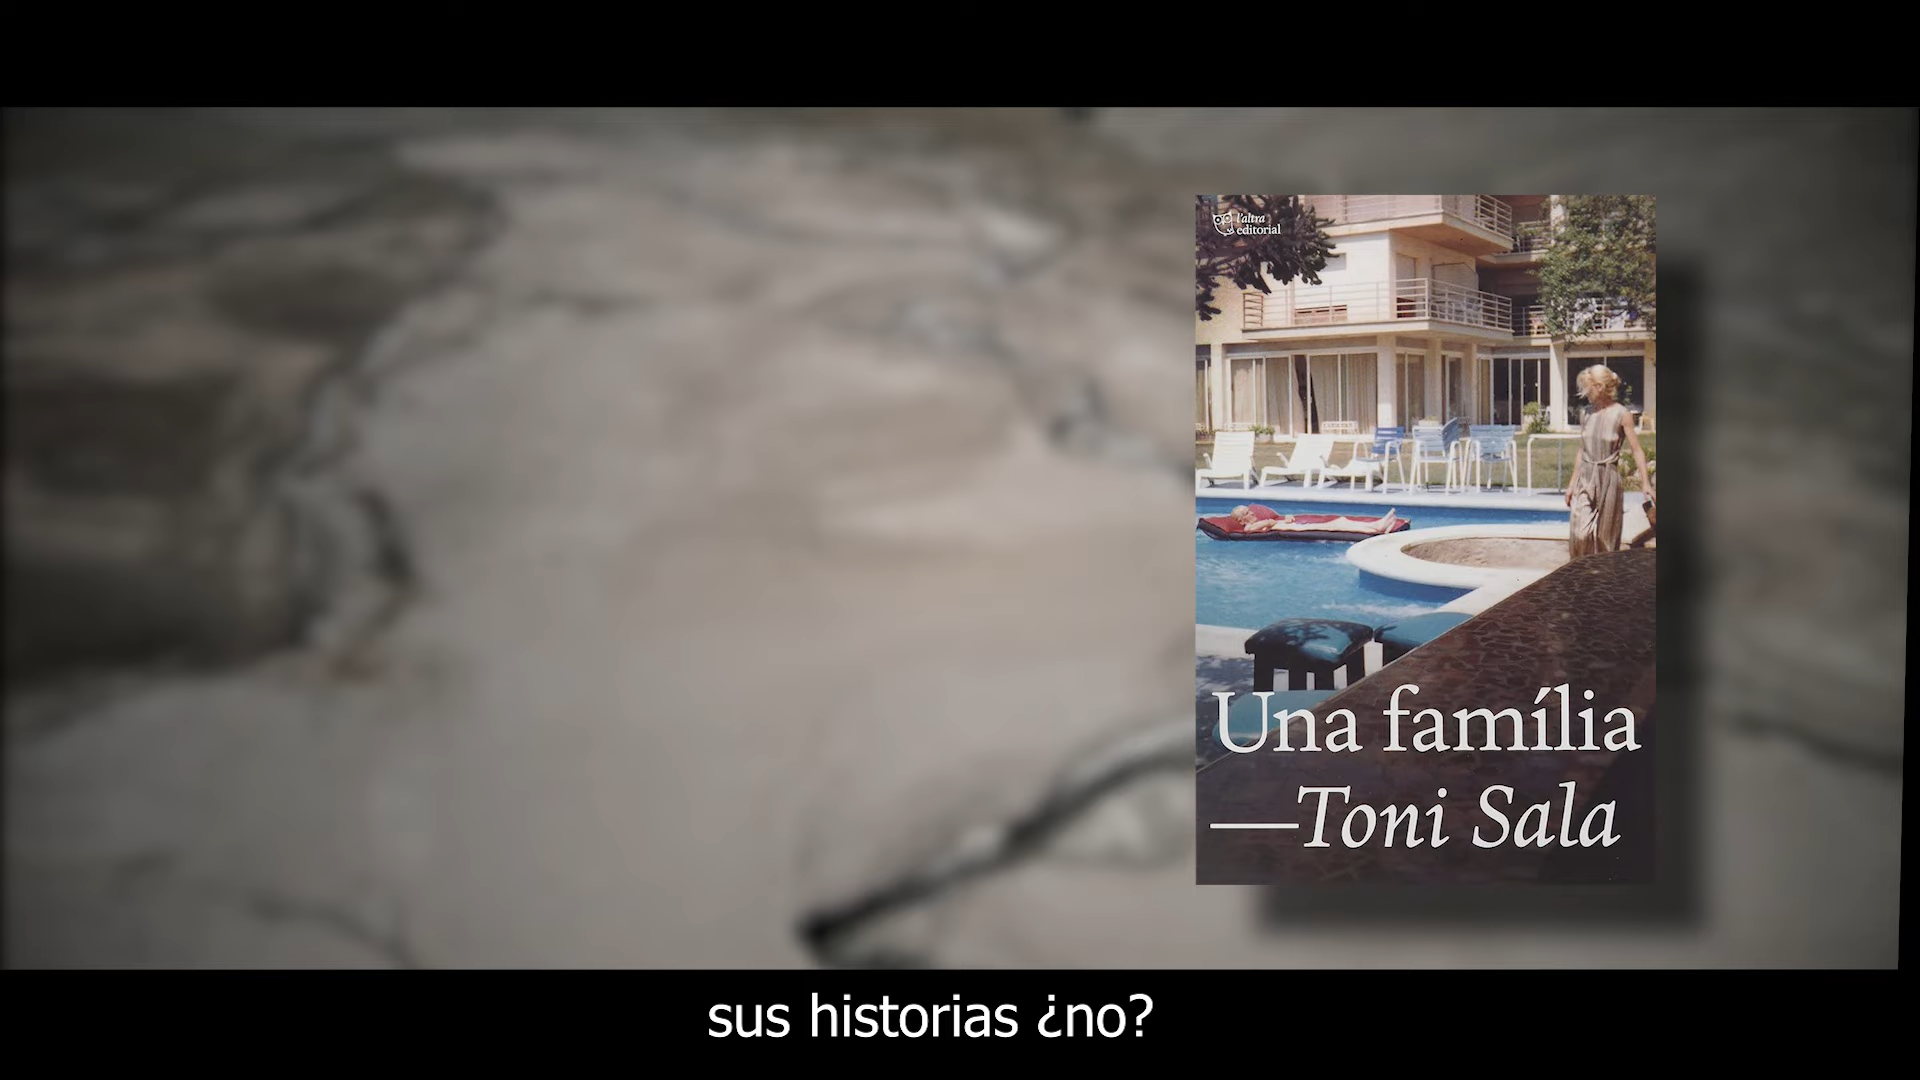 l'altra
editorial
Una família
—Toni Sala
sus historias ¿no?